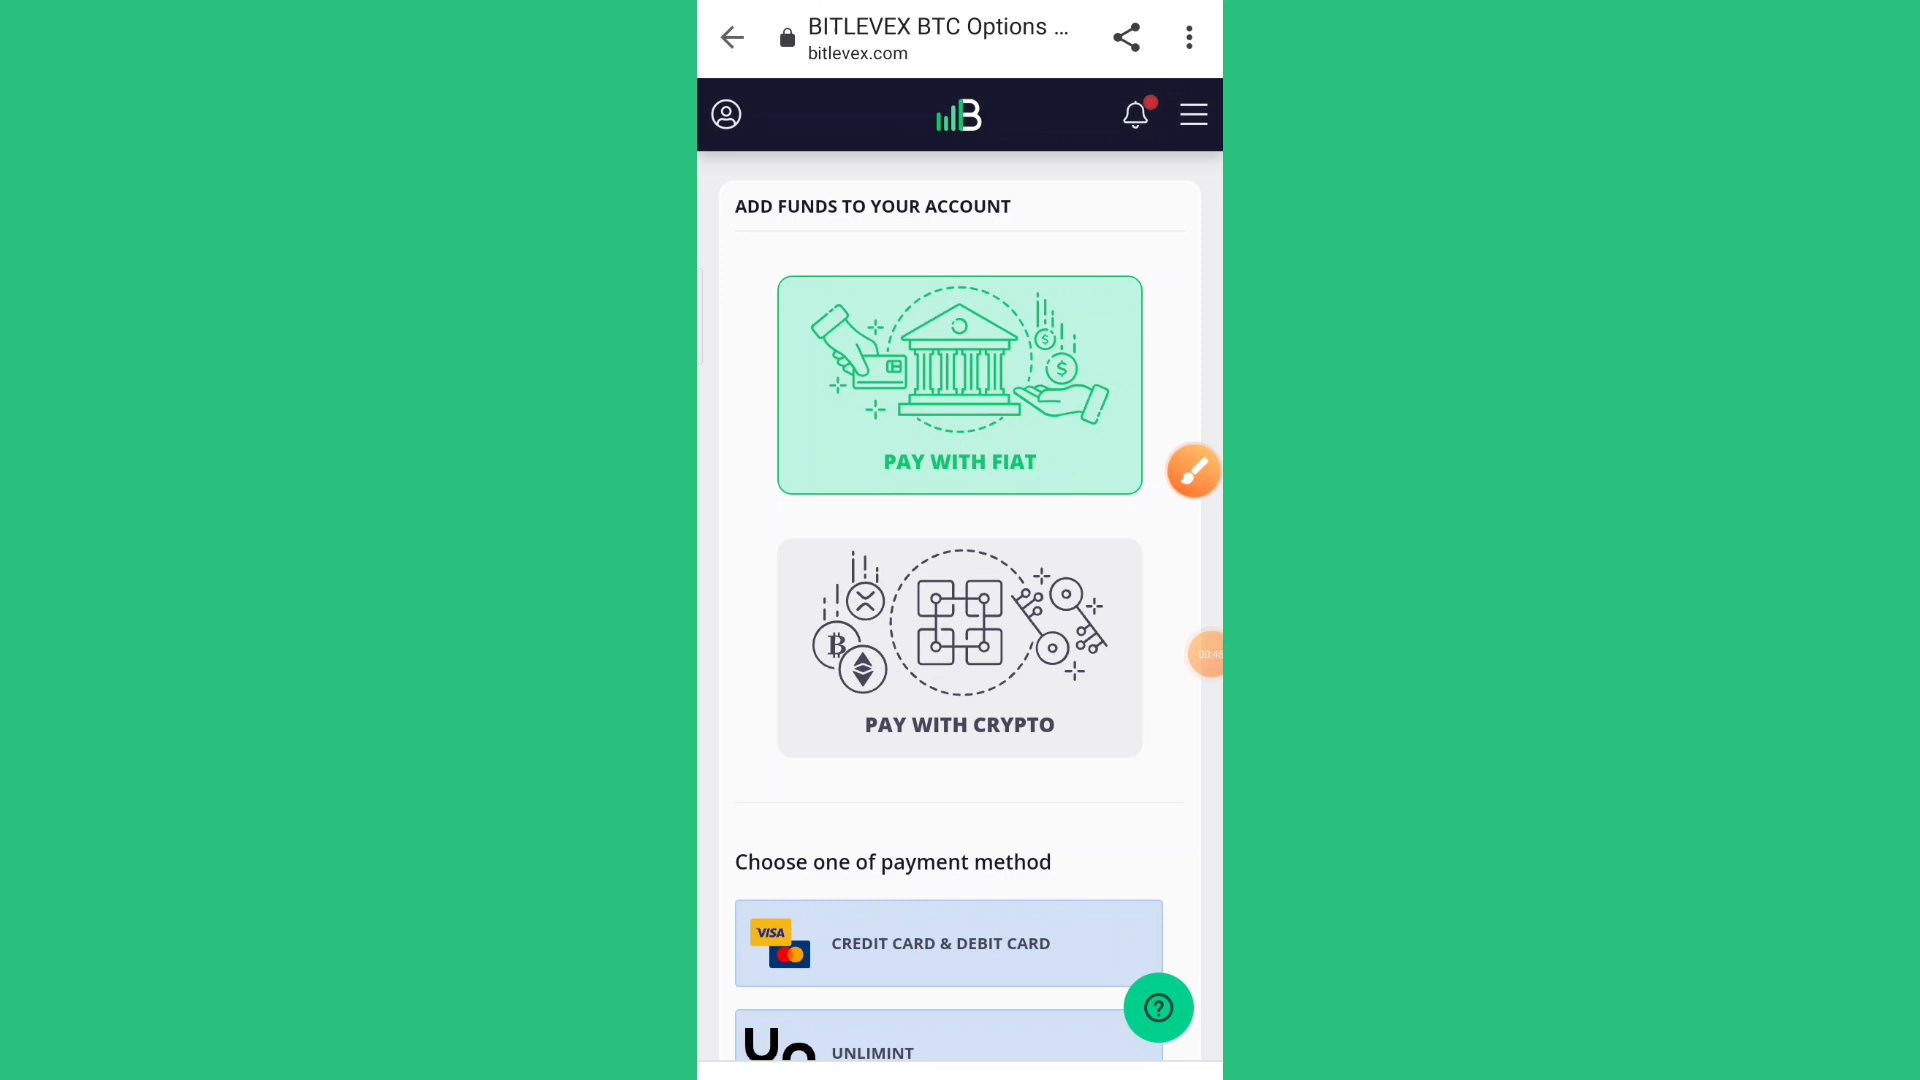 BITLEVEX BTC Options ...
bitlevex.com
B
ADD FUNDS TO YOUR ACCOUNT
PAY WITH FIAT
PAY WITH CRYPTO
Choose one of payment method
VISA
CREDIT CARD & DEBIT CARD
UNLIMINT